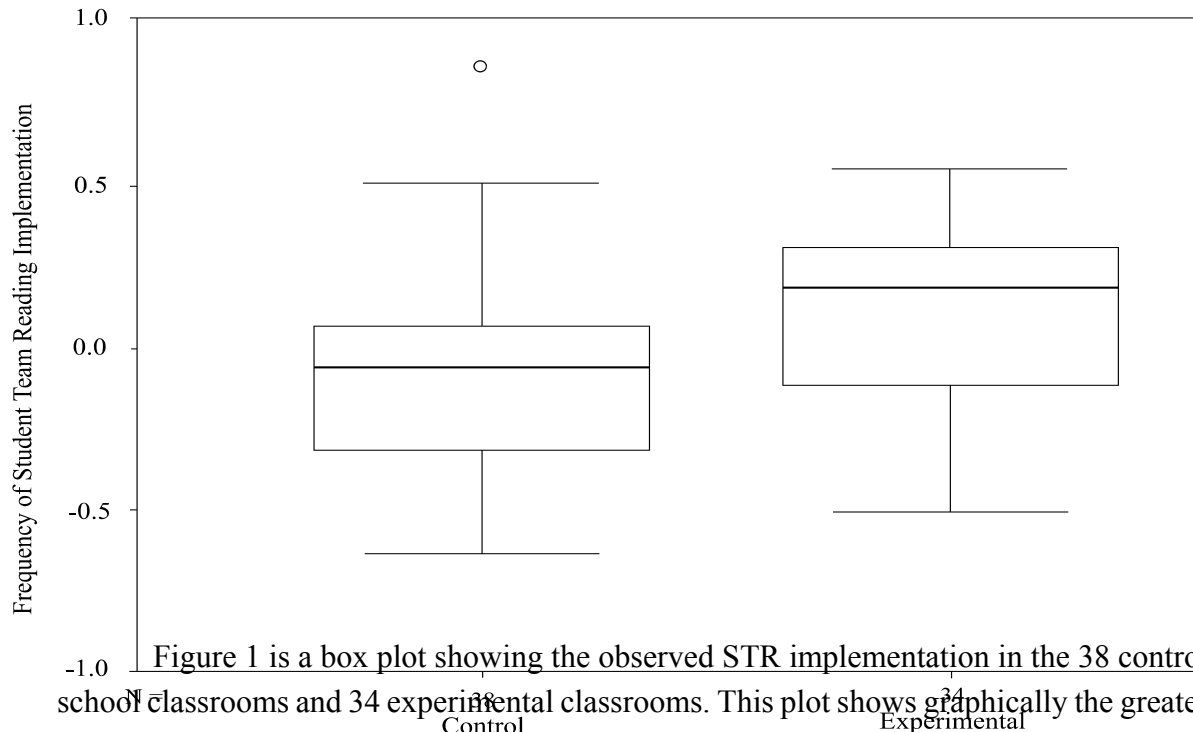 1.0
Frequency of Student Team Reading Implementation
0.5
0.0
-0.5
-1.0
Figure 1 is a box plot showing the observed STR implementation in the 38 contro
N =
38
34
school classrooms and 34 experimental classrooms. This plot shows graphically the greate
Control
Experimental